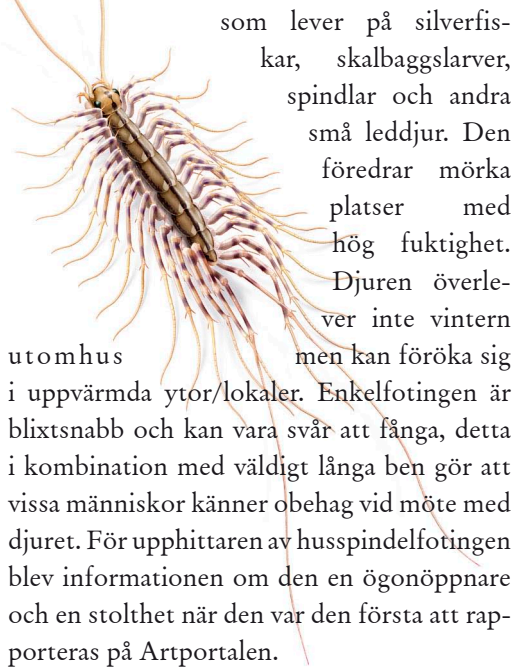 som lever på silverfis-
kar, skalbaggslarver,
spindlar och andra
små leddjur. Den
föredrar mörka
platser med
hög fuktighet.
Djuren överle-
ver inte vintern
utomhus men kan föröka sig
i uppvärmda ytor/lokaler. Enkelfotingen är
blixtsnabb och kan vara svår att fånga, detta
i kombination med väldigt långa ben gör att
vissa människor känner obehag vid möte med
djuret. För upphittaren av husspindelfotingen
blev informationen om den en ögonöppnare
och en stolthet när den var den första att rap-
porteras på Artportalen.